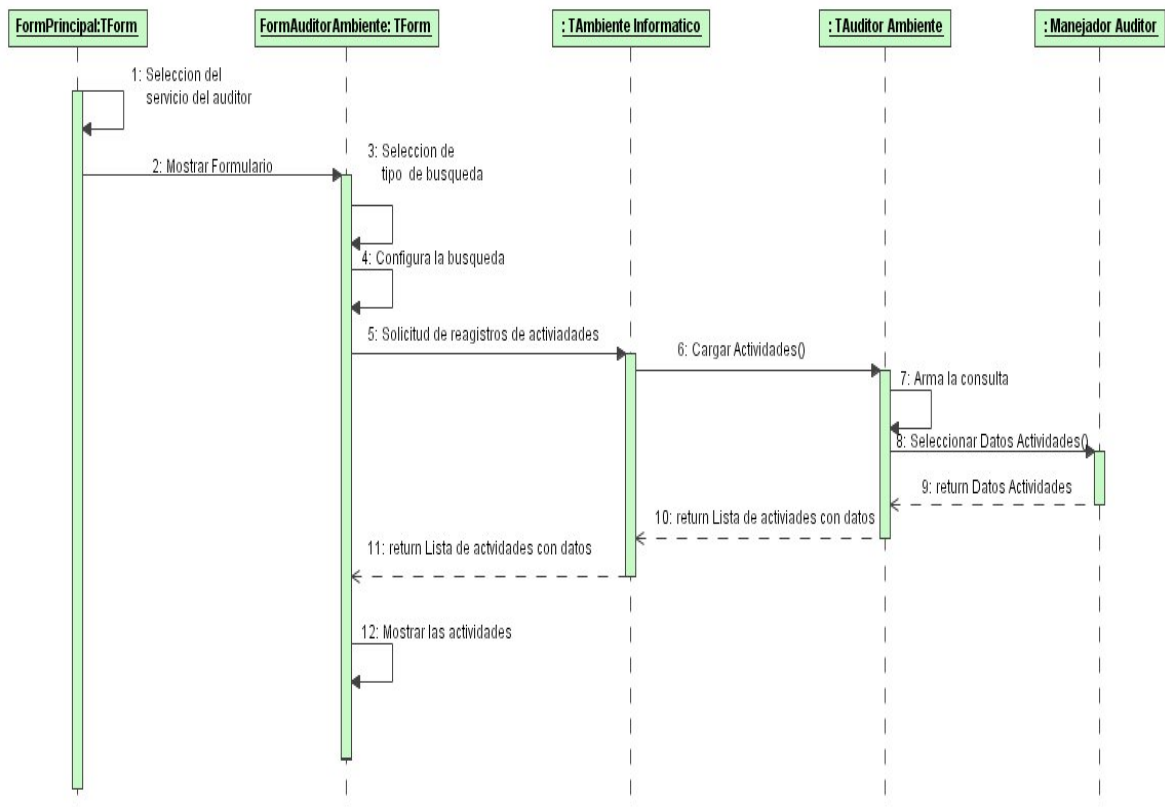 FormPrincipal:TForm
FormAuditorAmbiente: TForm
: TAmbiente Informatico
: TAuditor Ambiente
: Manejador Auditor
1: Seleccion del
servicio del auditor
2: Mostrar Formulario
3: Seleccion de
tipo de busqueda
4: Configura la busqueda
5: Solicitud de reagistros de activiadades
6: Cargar Actividades()
7: Arma la consulta
8: Seleccionar Datos Actividades()
9: return Datos Actividades
10: return Lista de activiades con datos
11: return Lista de actvidades con datos
12: Mostrar las actividades